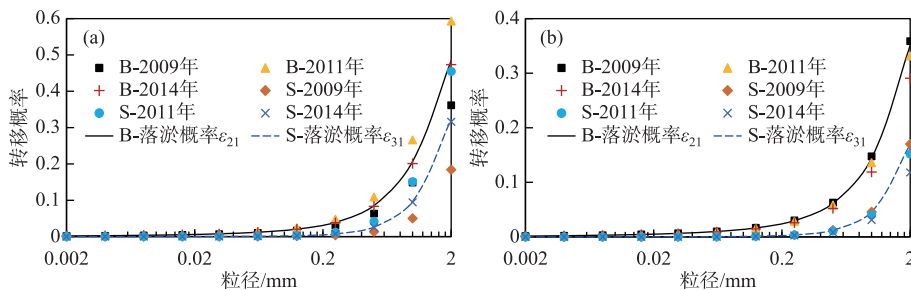 (a)
转移概率
0.6
0.5
0.4
0.3
0.2
0.1
0
B-2009年
B-2011年
B-2014年
S-2009年
S-2011年
S-2014年
B-落淤概率ε21
S-落淤概率ε31
0.002
0.02
0.2
2
粒径/mm
(b)
转移概率
0.4
0.3
0.2
0.1
0
B-2009年
B-2011年
B-2014年
S-2009年
S-2011年
S-2014年
B-落淤概率ε21
S-落淤概率ε31
0.002
0.02
0.2
2
粒径/mm